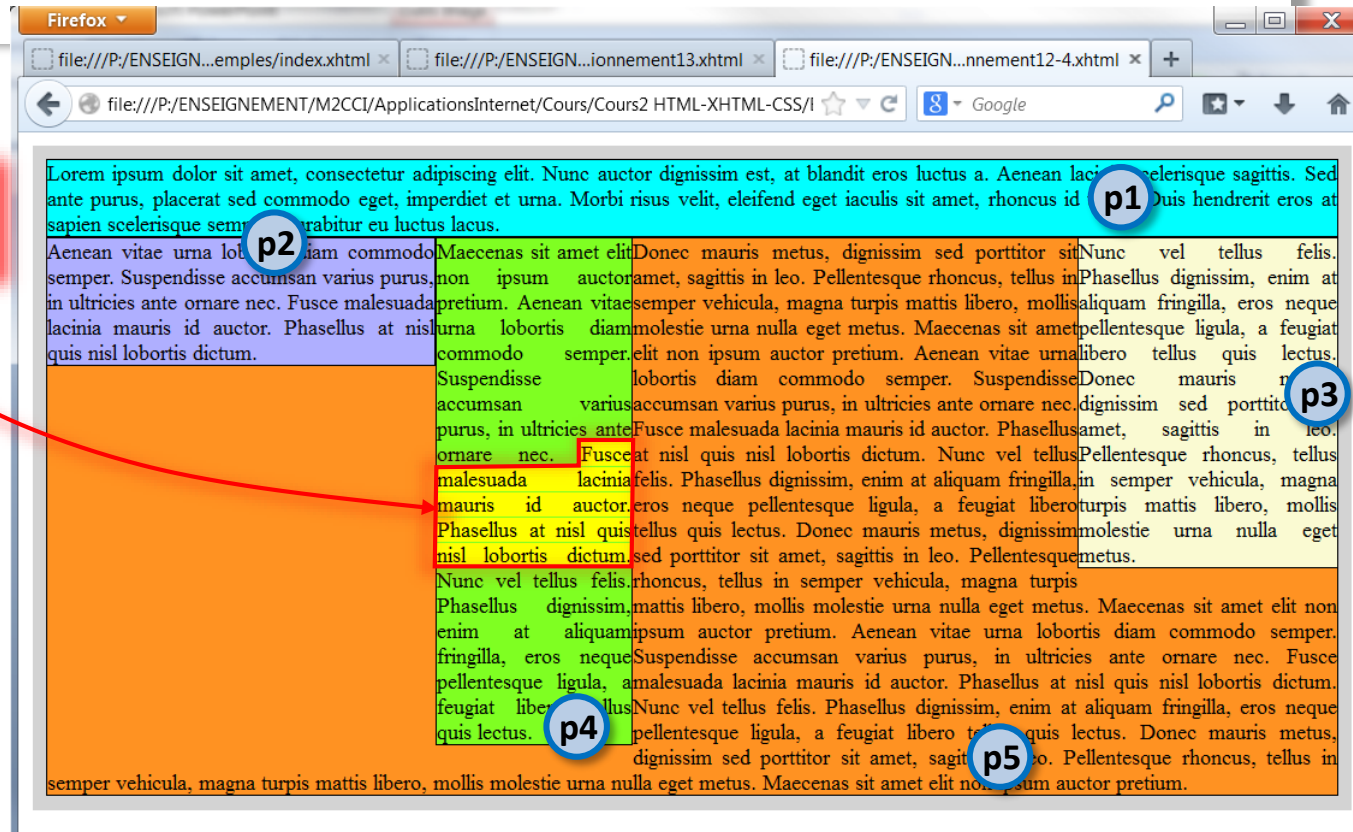 Firefox
file:///P:/ENSEIGN...emples/index.xhtml
file:///P:/ENSEIGN...ionnement13.xhtml
file:///P:/ENSEIGN...nnement12-4.xhtml
file:///P:/ENSEIGNEMENT/M2CCI/ApplicationsInternet/Cours/Cours2 HTML-XHTML-CSS/
Google
Lorem ipsum dolor sit amet, consectetur adipiscing elit. Nunc auctor dignissim est, at blandit eros luctus a. Aenean sagittis. Sed
ante purus, placerat sed commodo eget, imperdiet et urna. Morbi risus velit, eleifend eget iaculis sit amet, rhoncus id Duis hendrerit eros at
sapien scelerisque eu luctus lacus.
p1
p2
Aenean vitae urna commodo
semper. Suspendisse accumsan varius purus,
in ultricies ante ornare nec. Fusce malesuada
lacinia mauris id auctor. Phasellus at nisl
quis nisl lobortis dictum.
Maecenas sit amet elit
non ipsum auctor
pretium. Aenean vitae
urna lobortis diam
commodo semper.
Suspendisse
accumsan varius
purus, in ultricies ante
ornare nec. Fusce
malesuada lacinia
mauris id auctor.
Phasellus at nisl quis
nisl lobortis dictum.
Nunc vel tellus felis.
Phasellus dignissim,
enim at aliquam
fringilla, eros neque
pellentesque ligula, a
feugiat
quis lectus.
p4
Donec mauris metus, dignissim sed porttitor sit
amet, sagittis in leo. Pellentesque rhoncus, tellus in
semper vehicula, magna turpis mattis libero, mollis
molestie urna nulla eget metus. Maecenas sit amet
elit non ipsum auctor pretium. Aenean vitae urna
lobortis diam commodo semper. Suspendisse
accumsan varius purus, in ultricies ante ornare nec.
Fusce malesuada lacinia mauris id auctor. Phasellus
at nisl quis nisl lobortis dictum. Nunc vel tellus
felis. Phasellus dignissim, enim at aliquam fringilla,
eros neque pellentesque ligula, a feugiat libero
tellus quis lectus. Donec mauris metus, dignissim
sed porttitor sit amet, sagittis in leo. Pellentesque
rhoncus, tellus in semper vehicula, magna turpis
mattis libero, mollis molestie urna nulla eget metus. Maecenas sit amet elit non
ipsum auctor pretium. Aenean vitae urna lobortis diam commodo semper.
Suspendisse accumsan varius purus, in ultricies ante ornare nec. Fusce
malesuada lacinia mauris id auctor. Phasellus at nisl quis nisl lobortis dictum.
Nunc vel tellus felis. Phasellus dignissim, enim at aliquam fringilla, eros neque
pellentesque ligula, a feugiat libero quis lectus. Donec mauris metus,
dignissim sed porttitor sit amet, Pellentesque rhoncus, tellus in
semper vehicula, magna turpis mattis libero, mollis molestie urna nulla eget metus. Maecenas sit amet elit auctor pretium.
p5
Nunc vel tellus felis.
Phasellus dignissim, enim at
aliquam fringilla, eros neque
pellentesque ligula, a feugiat
libero tellus quis lectus.
Donec mauris
dignissim sed
amet, sagittis in leo.
Pellentesque rhoncus, tellus
in semper vehicula, magna
turpis mattis libero, mollis
molestie urna nulla eget
metus.
p3